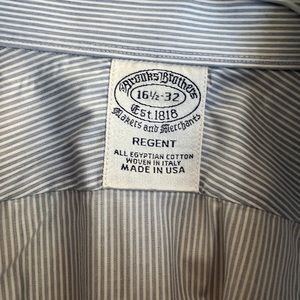 Brooks Brothers
16½-32
Est. 1818
Makers and Merchants
REGENT
ALL EGYPTIAN COTTON
WOVEN IN ITALY
MADE IN USA